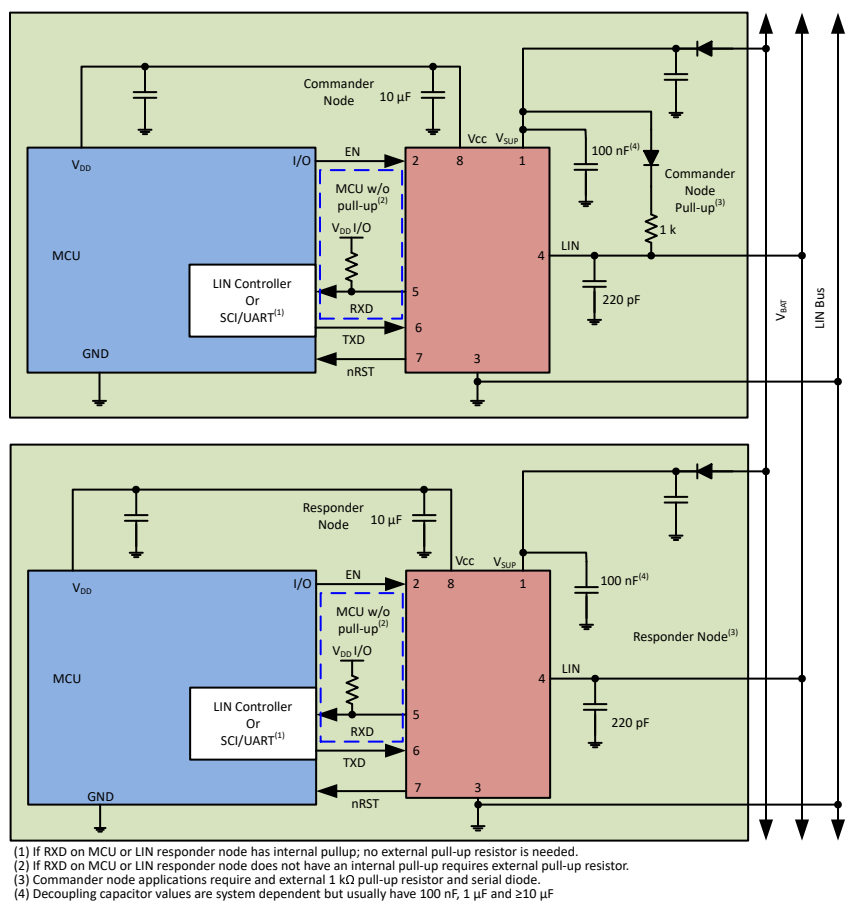 Commander
Node
10 µF
Vcc
VSUP
VDD
I/O
EN
2
8
1
100 nF(4)
MCU w/o
pull-up(2)
VDD I/O
Commander
Node
Pull-up(3)
1 k
MCU
4
LIN
LIN Controller
Or
SCI/UART(1)
5
RXD
220 pF
6
TXD
GND
3
7
nRST
VBAT
LIN Bus
Responder
Node
10 µF
Vcc
VSUP
VDD
I/O
EN
2
8
1
100 nF(4)
MCU w/o
pull-up(2)
VDD I/O
Responder Node(3)
MCU
4
LIN
LIN Controller
Or
SCI/UART(1)
5
RXD
220 pF
6
TXD
GND
3
7
nRST
(1) If RXD on MCU or LIN responder node has internal pullup; no external pull-up resistor is needed.
(2) If RXD on MCU or LIN responder node does not have an internal pull-up requires external pull-up resistor.
(3) Commander node applications require and external 1 kΩ pull-up resistor and serial diode.
(4) Decoupling capacitor values are system dependent but usually have 100 nF, 1 µF and ≥10 µF